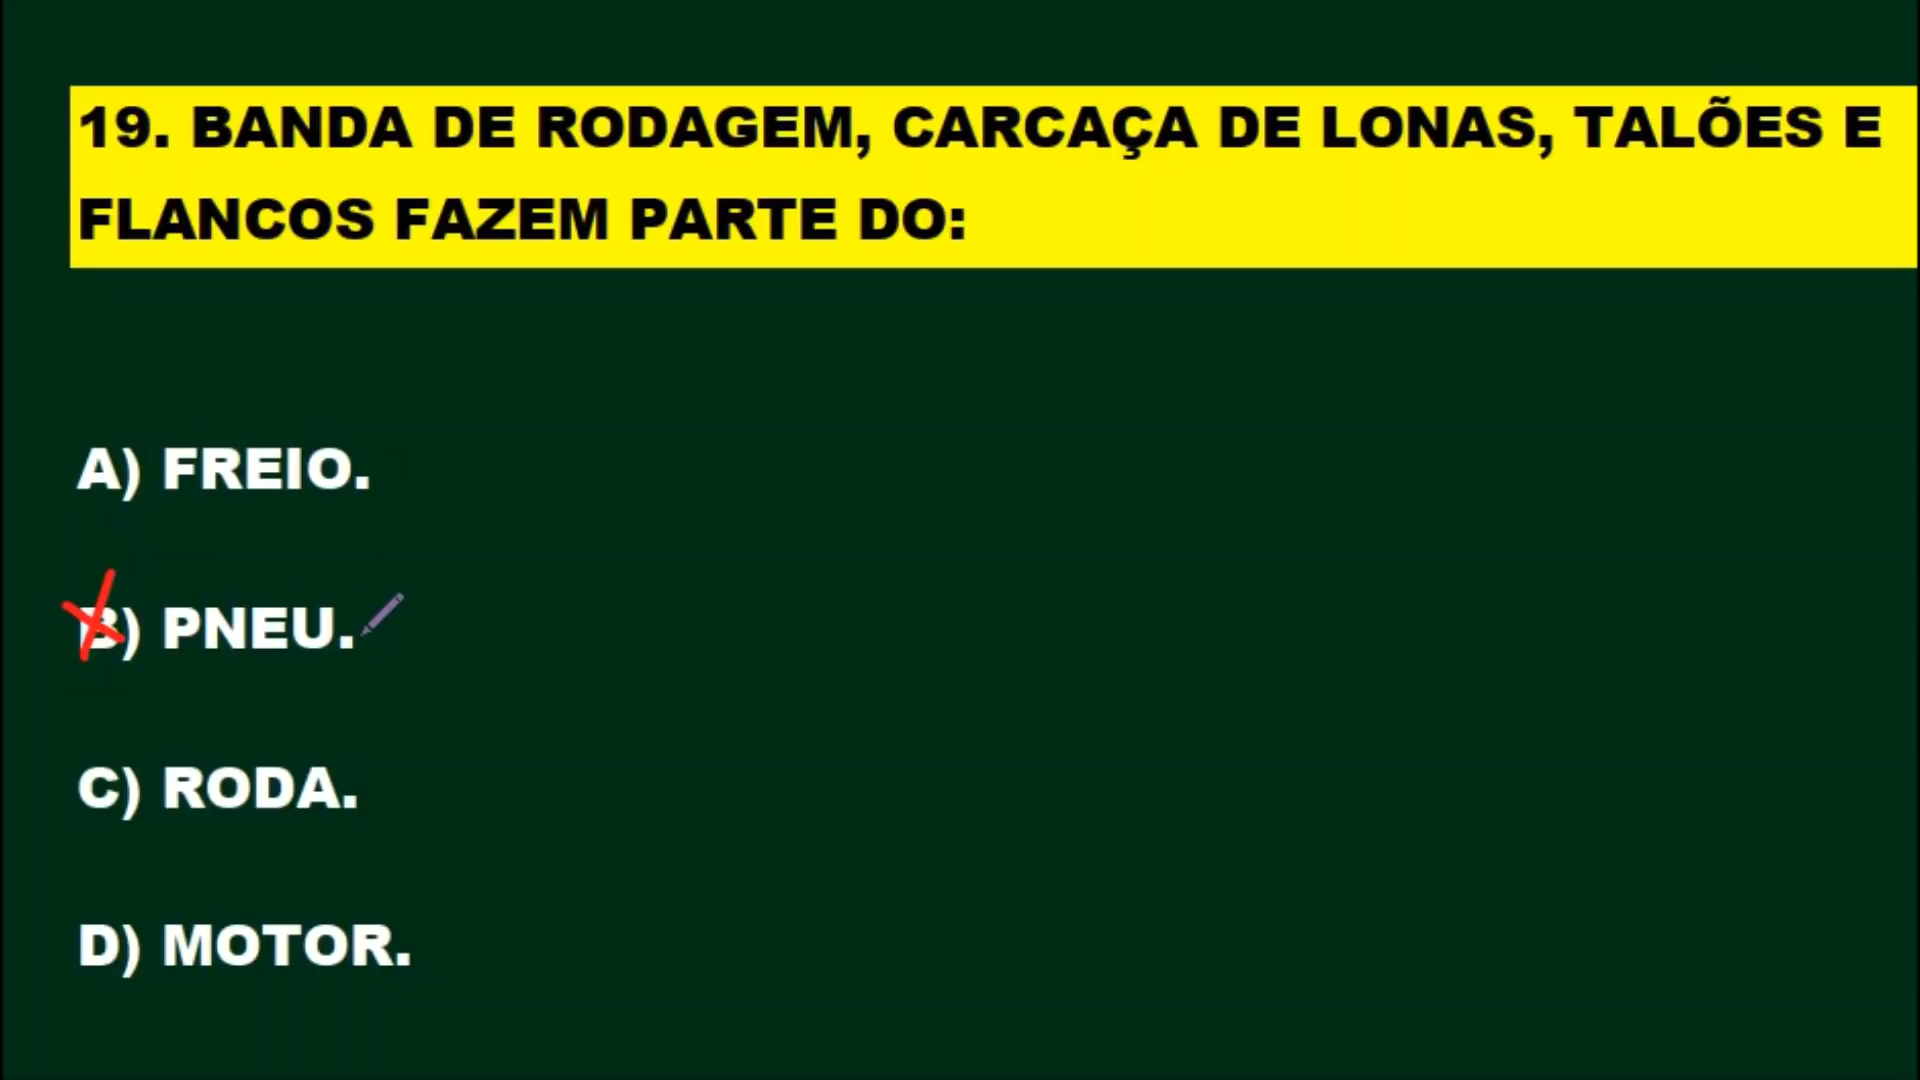 19. BANDA DE RODAGEM, CARCAÇA DE LONAS, TALÕES E
FLANCOS FAZEM PARTE DO:
A) FREIO.
B) PNEU.
C) RODA.
D) MOTOR.